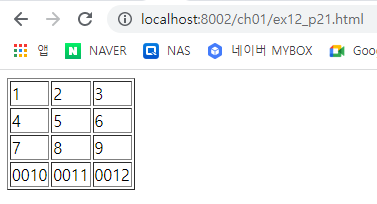 localhost:8002/ch01/ex12_p21.html
앱 NAVER NAS 네이버 MYBOX Goo
1 2 3
4 5 6
7 8 9
0010 0011 0012